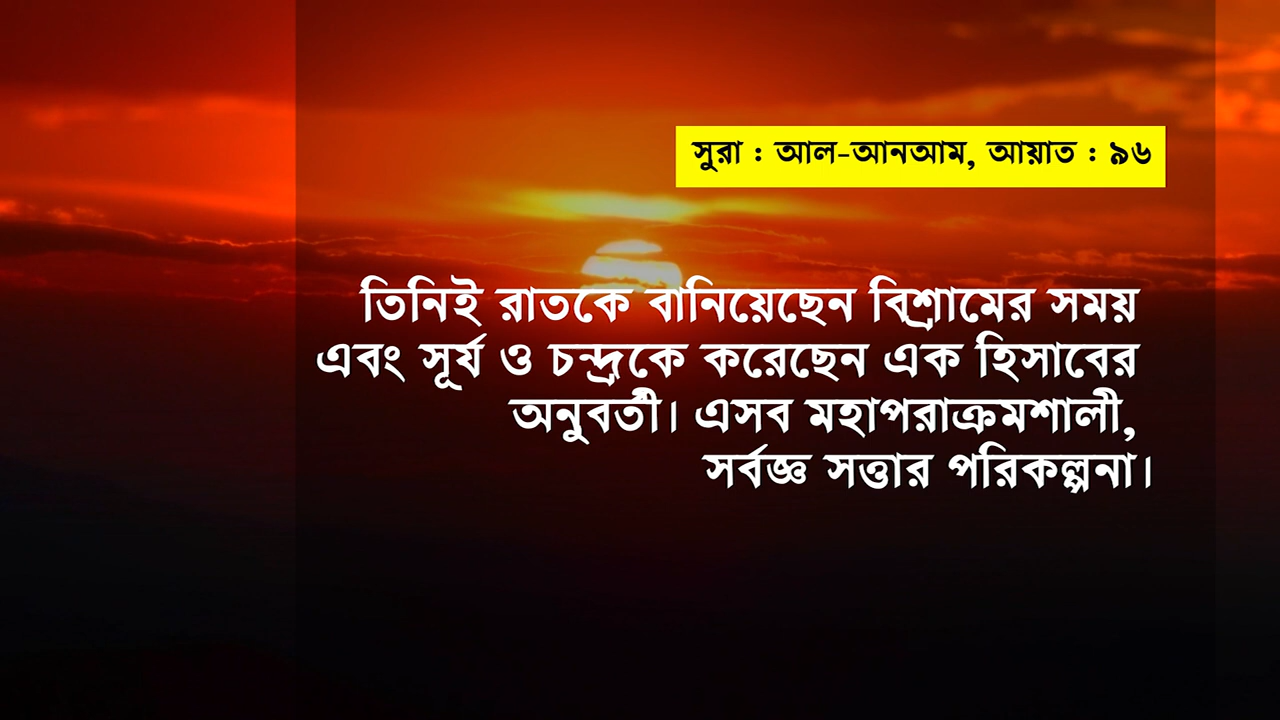 সুরা : আল-আনআম, আয়াত : ৯৬
তিনিই রাতকে বানিয়েছেন বিশ্রামের সময়
এবং সূর্য ও চন্দ্রকে করেছেন এক হিসাবের
অনুবর্তী। এসব মহাপরাক্রমশালী,
সর্বজ্ঞ সত্তার পরিকল্পনা।